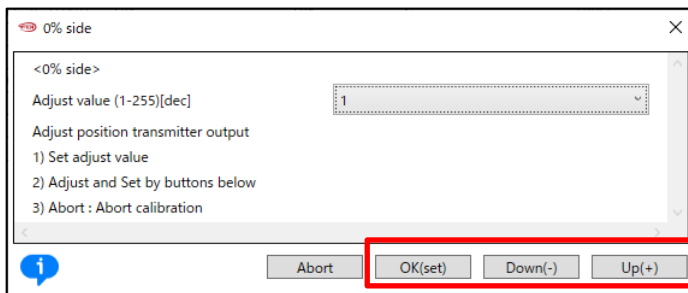 0% side
<0% side>
Adjust value (1-255)[dec]
1
Adjust position transmitter output
1) Set adjust value
2) Adjust and Set by buttons below
3) Abort : Abort calibration
Abort
OK(set)
Down(-)
Up(+)